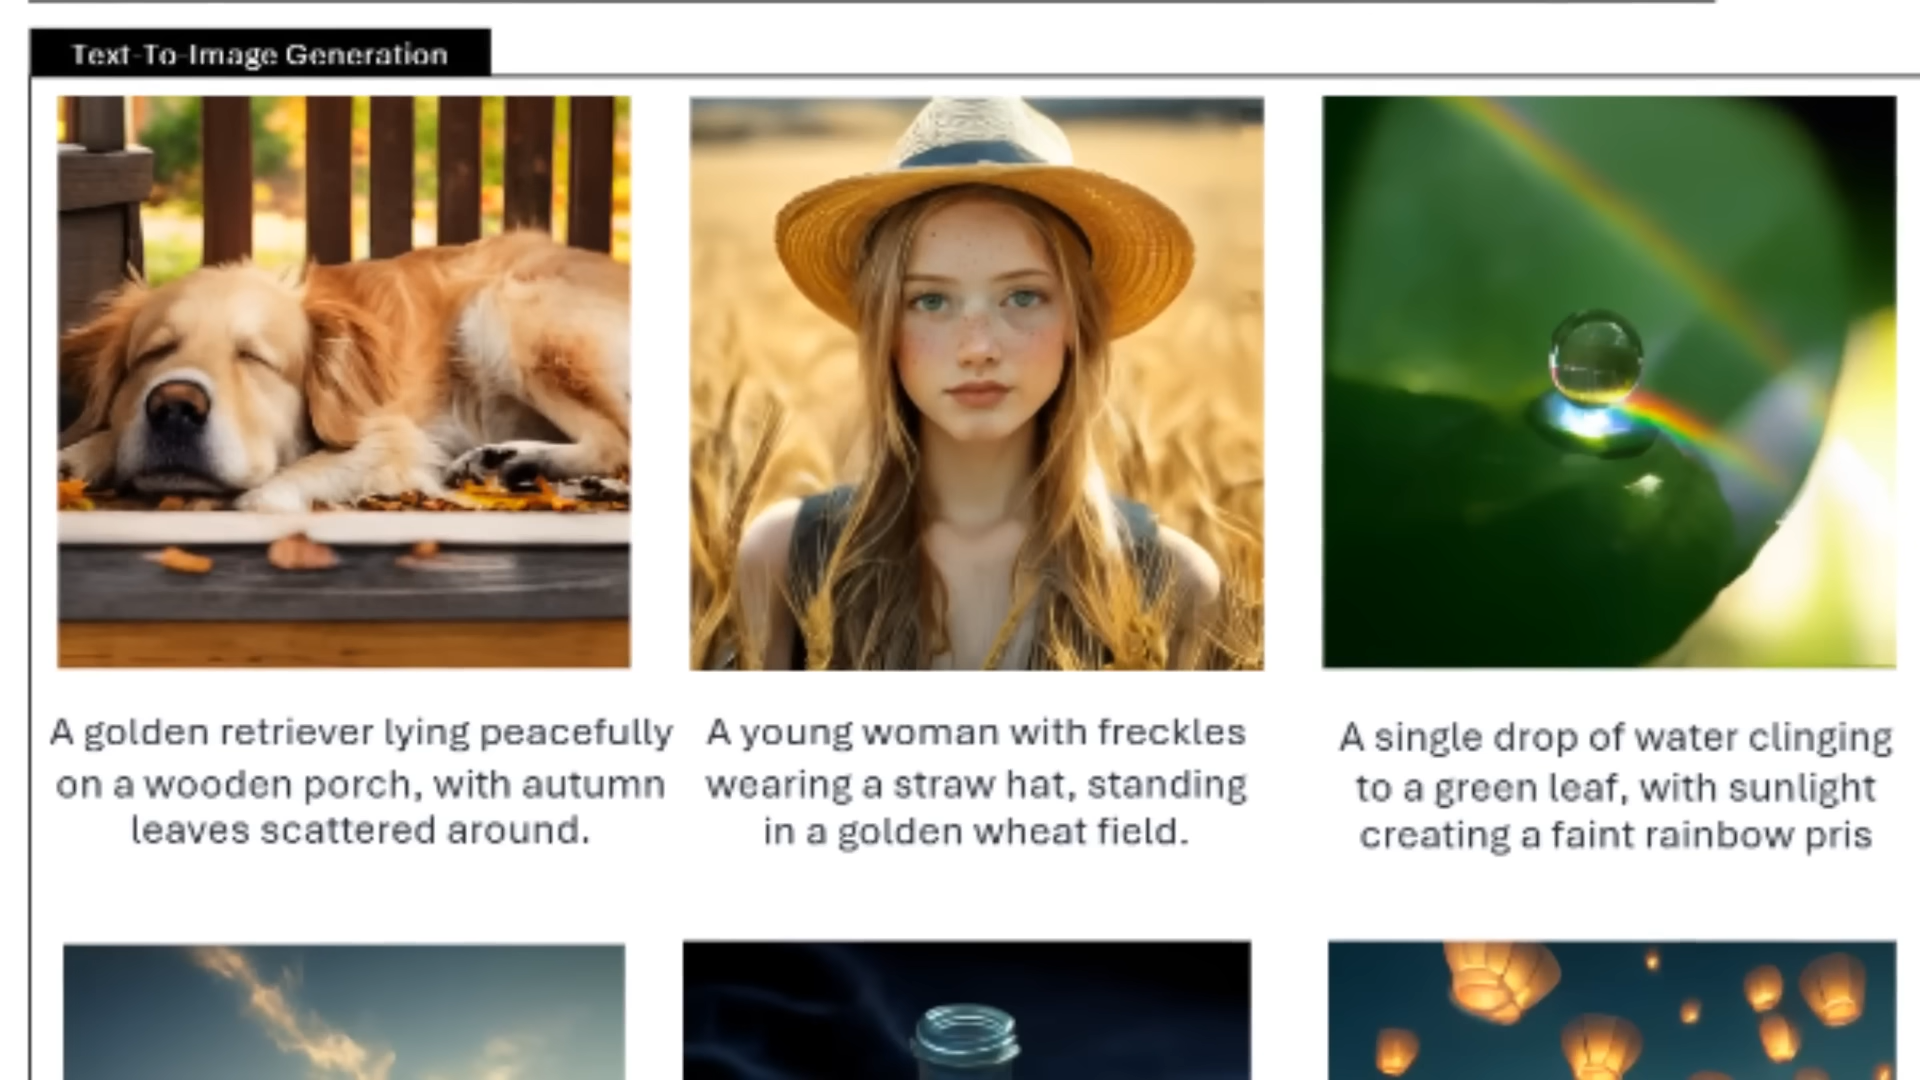 Text-To-Image Generation
A golden retriever lying peacefully
on a wooden porch, with autumn
leaves scattered around.
A young woman with freckles
wearing a straw hat, standing
in a golden wheat field.
A single drop of water clinging
to a green leaf, with sunlight
creating a faint rainbow pris